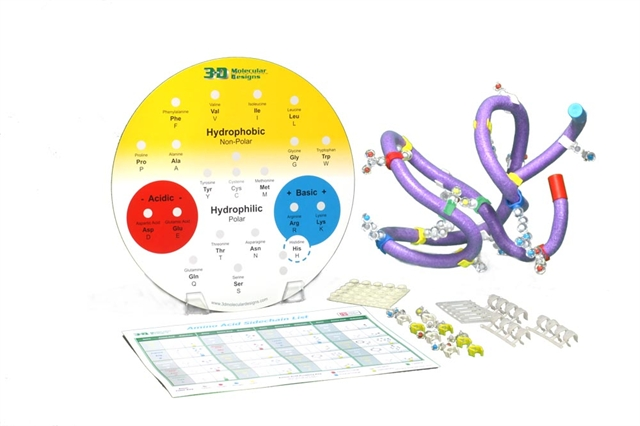 3D Molecular Designs
Phenylalanine Phe F
Valine Val V
Isoleucine Ile I
Leucine Leu L
Hydrophobic
Non-Polar
Proline Pro P
Alanine Ala A
Glycine Gly G
Tryptophan Trp W
Tyrosine Tyr Y
Cysteine Cys C
Methionine Met M
- Acidic -
+ Basic +
Aspartic Acid Asp D
Glutamic Acid Glu E
Hydrophilic
Polar
Arginine Arg R
Lysine Lys K
Threonine Thr T
Asparagine Asn N
Histidine His H
Glutamine Gln Q
Serine Ser S
www.3dmoleculardesigns.com
Amino Acid Sidechain List